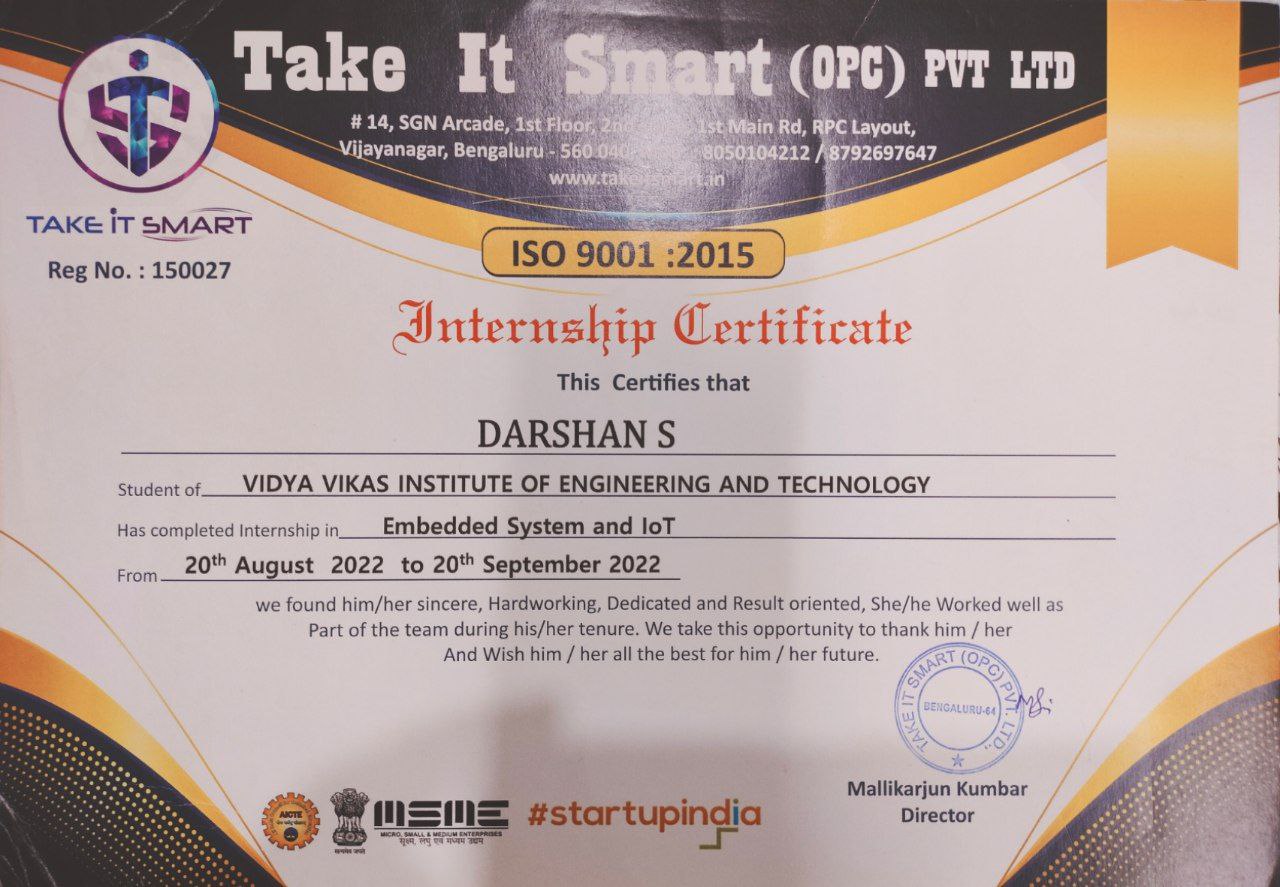 Take It Smart (OPC) PVT LTD
# 14, SGN Arcade, 1st Floor, 1st Main Rd, RPC Layout,
Vijayanagar, Bengaluru - 560 040, 8050104212 / 8792697647
www.takeitsmart.in
TAKE iT SMART
Reg No. : 150027
ISO 9001 :2015
Internship Certificate
This Certifies that
DARSHAN S
Student of VIDYA VIKAS INSTITUTE OF ENGINEERING AND TECHNOLOGY
Has completed Internship in Embedded System and IoT
From 20th August 2022 to 20th September 2022
we found him/her sincere, Hardworking, Dedicated and Result oriented, She/he Worked well as
Part of the team during his/her tenure. We take this opportunity to thank him / her
And Wish him / her all the best for him / her future.
TAKE IT SMART (OPC) PVT. LTD.,
BENGALURU-64
Mallikarjun Kumbar
Director
AICTE
सत्यमेव जयते
MSME
MICRO, SMALL & MEDIUM ENTERPRISES
सूक्ष्म, लघु एवं मध्यम उद्यम
#startupindia